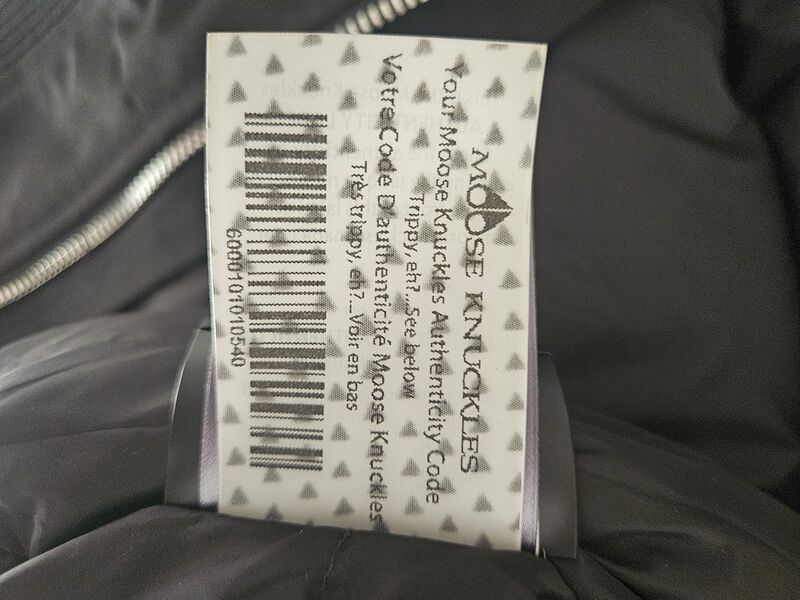 MOOSE KNUCKLES
Your Moose Knuckles Authenticity Code
Trippy, eh?...See below
Votre Code D'authenticité Moose Knuckles
Très trippy, eh?...Voir en bas
6000101010540